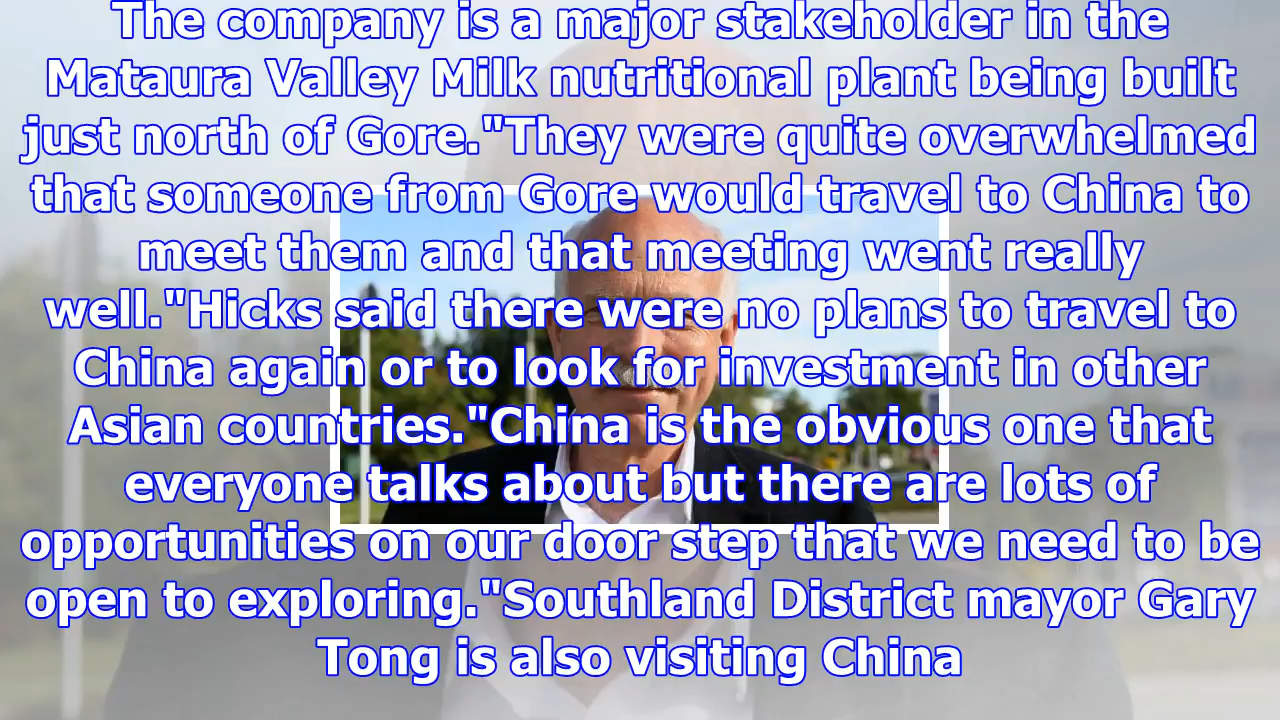 The company is a major stakeholder in the
Mataura Valley Milk nutritional plant being built
just north of Gore."They were quite overwhelmed
that someone from Gore would travel to China to
meet them and that meeting went really
well."Hicks said there were no plans to travel to
China again or to look for investment in other
Asian countries."China is the obvious one that
everyone talks about but there are lots of
opportunities on our door step that we need to be
open to exploring."Southland District mayor Gary
Tong is also visiting China